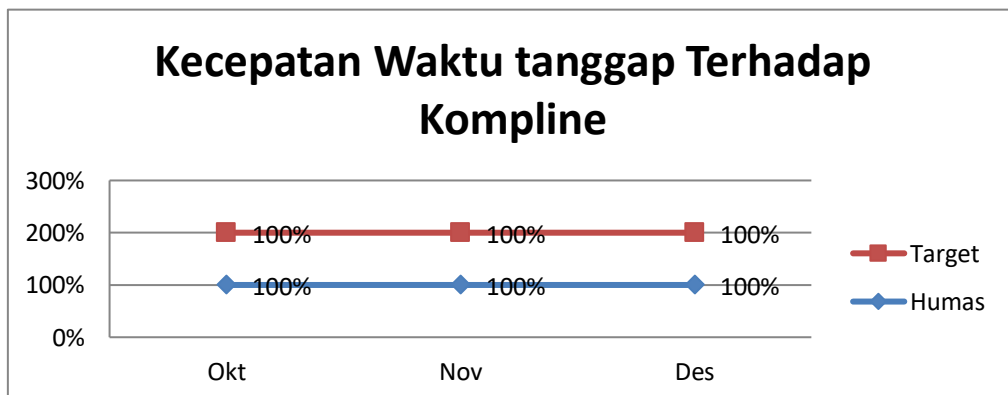 Kecepatan Waktu tanggap Terhadap
Kompline
300%
200%
100%
0%
100% 100% 100%
100% 100% 100%
Okt Nov Des
Target
Humas